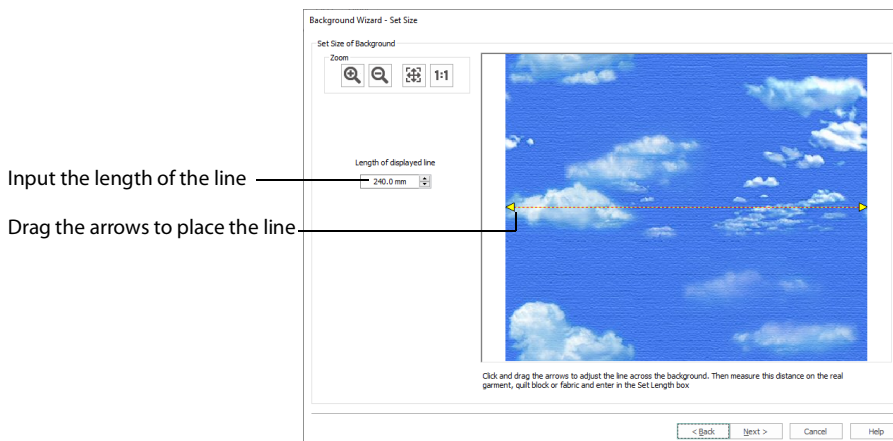 Background Wizard - Set Size
Set Size of Background
Zoom
1:1
Length of displayed line
240.0 mm
Input the length of the line
Drag the arrows to place the line
Click and drag the arrows to adjust the line across the background. Then measure this distance on the real
garment, quilt block or fabric and enter in the Set Length box
< Back Next > Cancel Help